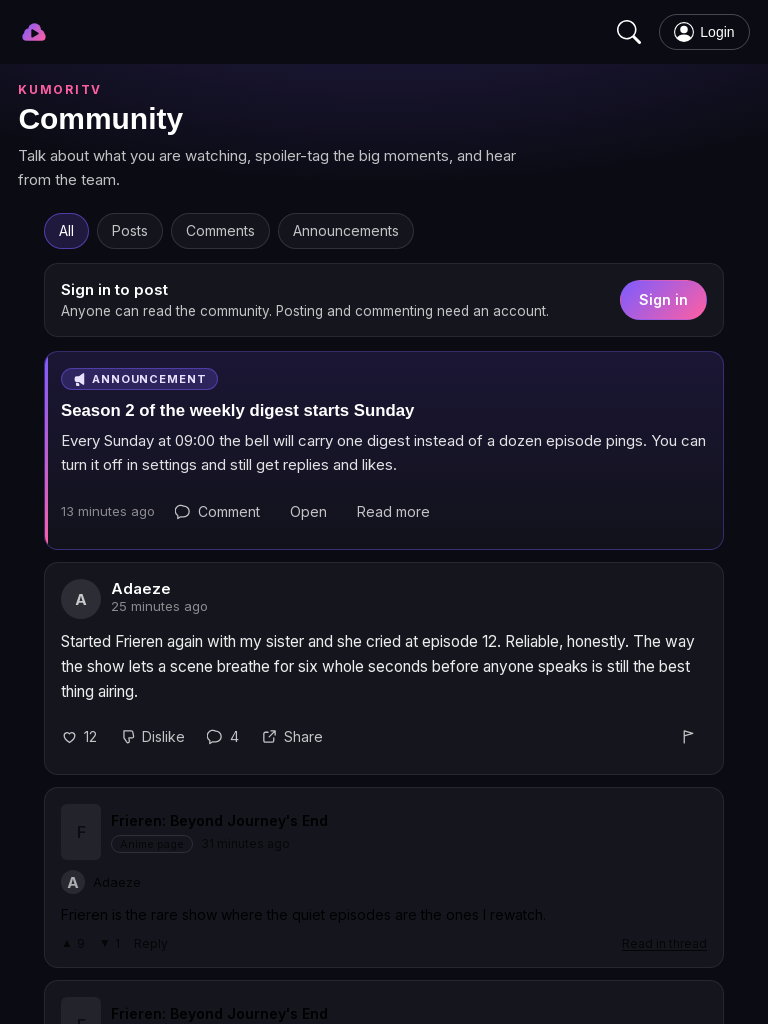 Login
KUMORITV
Community
Talk about what you are watching, spoiler-tag the big moments, and hear
from the team.
All
Posts
Comments
Announcements
Sign in to post
Anyone can read the community. Posting and commenting need an account.
Sign in
ANNOUNCEMENT
Season 2 of the weekly digest starts Sunday
Every Sunday at 09:00 the bell will carry one digest instead of a dozen episode pings. You can
turn it off in settings and still get replies and likes.
13 minutes ago
Comment
Open
Read more
A
Adaeze
25 minutes ago
Started Frieren again with my sister and she cried at episode 12. Reliable, honestly. The way
the show lets a scene breathe for six whole seconds before anyone speaks is still the best
thing airing.
12
Dislike
4
Share
F
Frieren: Beyond Journey's End
Anime page
31 minutes ago
A
Adaeze
Frieren is the rare show where the quiet episodes are the ones I rewatch.
▲ 9
▼ 1
Reply
Read in thread
F
Frieren: Beyond Journey's End